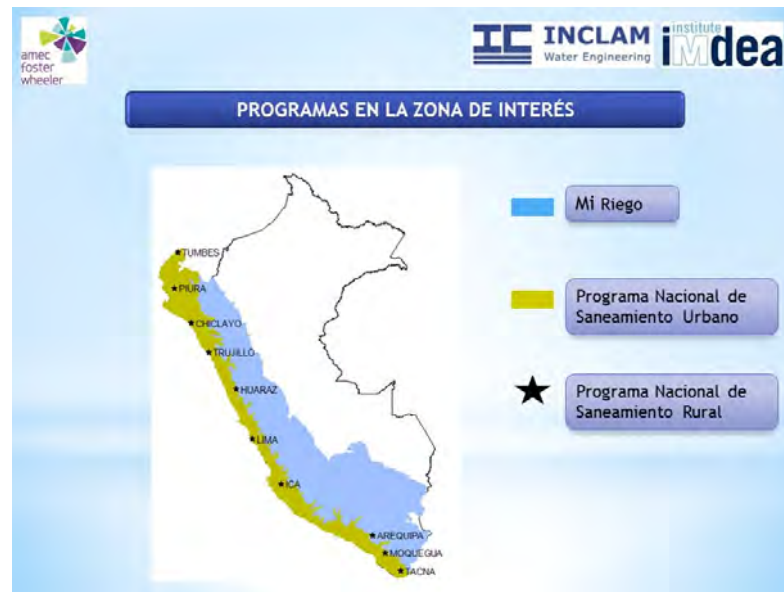 amec
foster
wheeler
IC INCLAM
Water Engineering
institute
iMdea
PROGRAMAS EN LA ZONA DE INTERÉS
Mi Riego
Programa Nacional de
Saneamiento Urbano
Programa Nacional de
Saneamiento Rural
TUMBES
PIURA
CHICLAYO
TRUJILLO
HUARAZ
LIMA
ICA
AREQUIPA
MOQUEGUA
TACNA